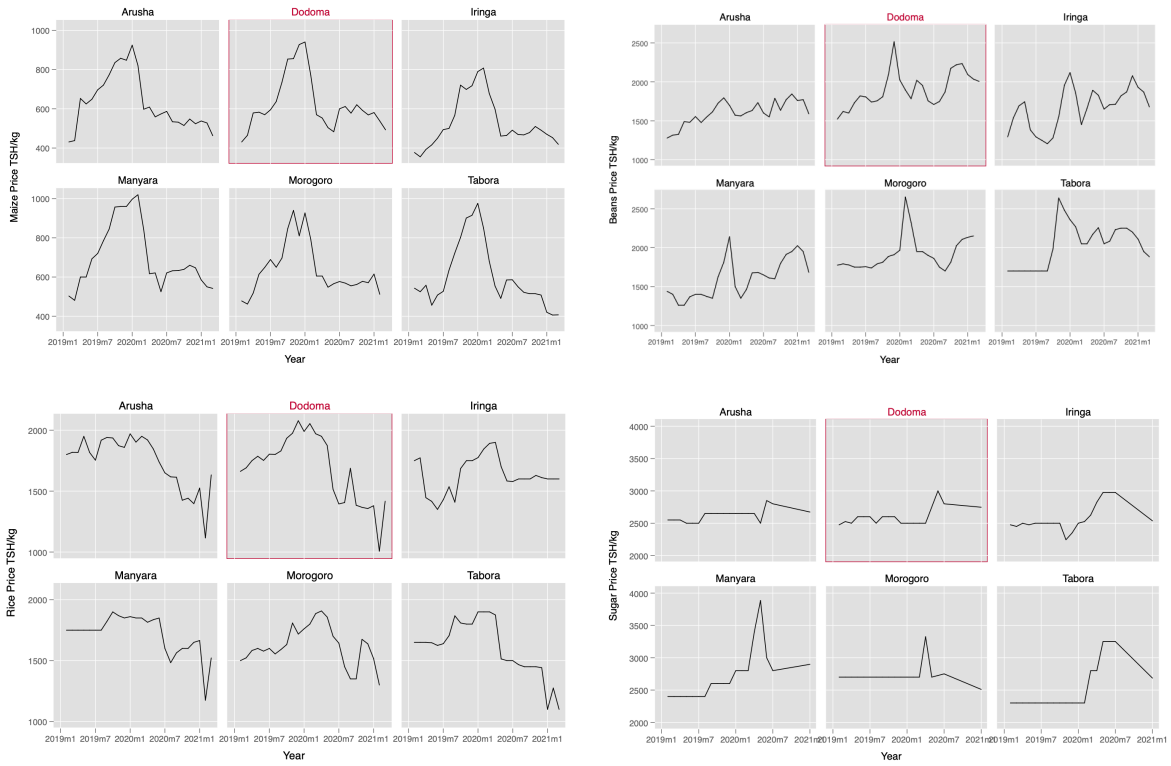 Arusha Dodoma Iringa
1000
800
600
400
Manyara Morogoro Tabora
1000
800
600
400
2019m1 2019m7 2020m1 2020m7 2021m1 2019m1 2019m7 2020m1 2020m7 2021m1 2019m1 2019m7 2020m1 2020m7 2021m1
Maize Price TSH/kg
Year
Arusha Dodoma Iringa
2500
2000
1500
1000
Manyara Morogoro Tabora
2500
2000
1500
1000
2019m1 2019m7 2020m1 2020m7 2021m1 2019m1 2019m7 2020m1 2020m7 2021m1 2019m1 2019m7 2020m1 2020m7 2021m1
Beans Price TSH/kg
Year
Arusha Dodoma Iringa
2000
1500
1000
Manyara Morogoro Tabora
2000
1500
1000
2019m1 2019m7 2020m1 2020m7 2021m1 2019m1 2019m7 2020m1 2020m7 2021m1 2019m1 2019m7 2020m1 2020m7 2021m1
Rice Price TSH/kg
Year
Arusha Dodoma Iringa
4000
3500
3000
2500
2000
Manyara Morogoro Tabora
4000
3500
3000
2500
2000
2019m1 2019m7 2020m1 2020m7 2019m7 2020m1 2020m7 2019m7 2020m1 2020m7 2021m1
Sugar Price TSH/kg
Year